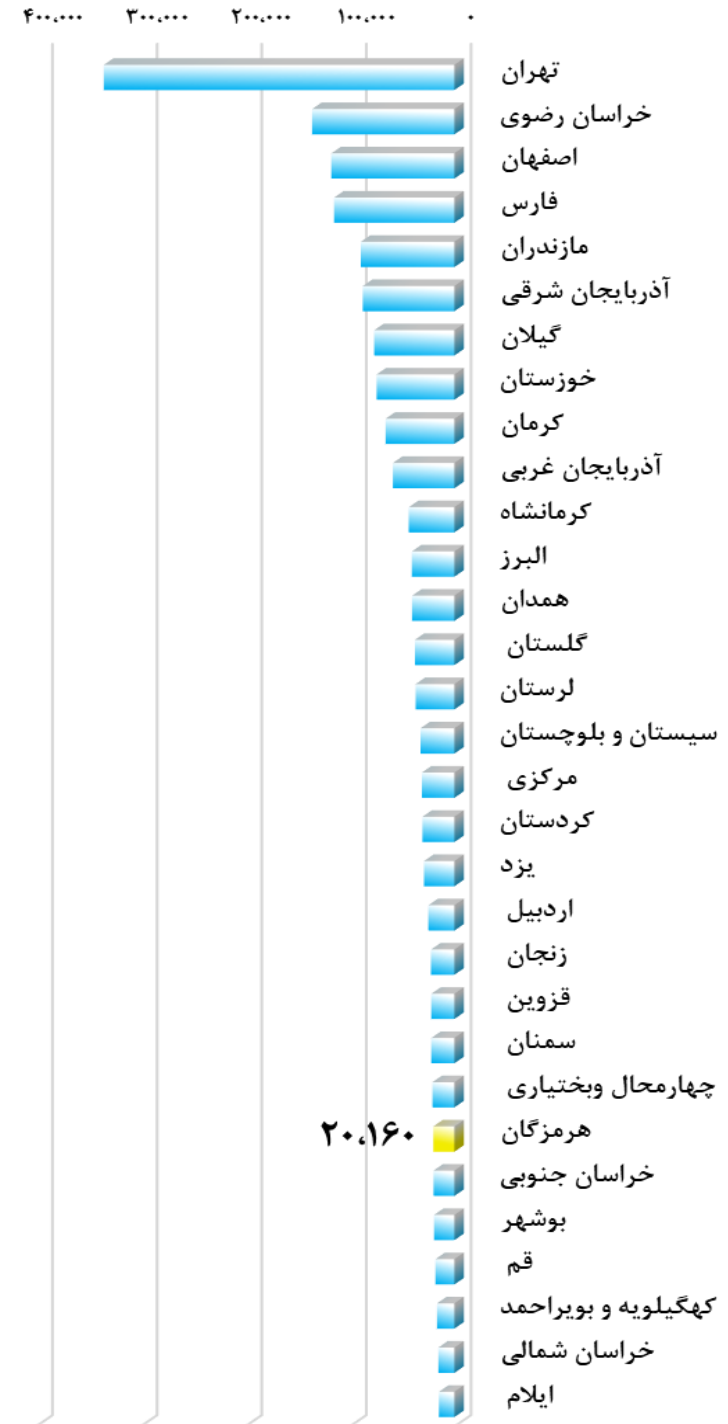 ۰ ۱۰۰،۰۰۰ ۲۰۰،۰۰۰ ۳۰۰،۰۰۰ ۴۰۰،۰۰۰
تهران
خراسان رضوی
اصفهان
فارس
مازندران
آذربایجان شرقی
گیلان
خوزستان
کرمان
آذربایجان غربی
کرمانشاه
البرز
همدان
گلستان
لرستان
سیستان و بلوچستان
مرکزی
کردستان
یزد
اردبیل
زنجان
قزوین
سمنان
چهارمحال وبختیاری
هرمزگان ۲۰،۱۶۰
خراسان جنوبی
بوشهر
قم
کهگیلویه و بویراحمد
خراسان شمالی
ایلام